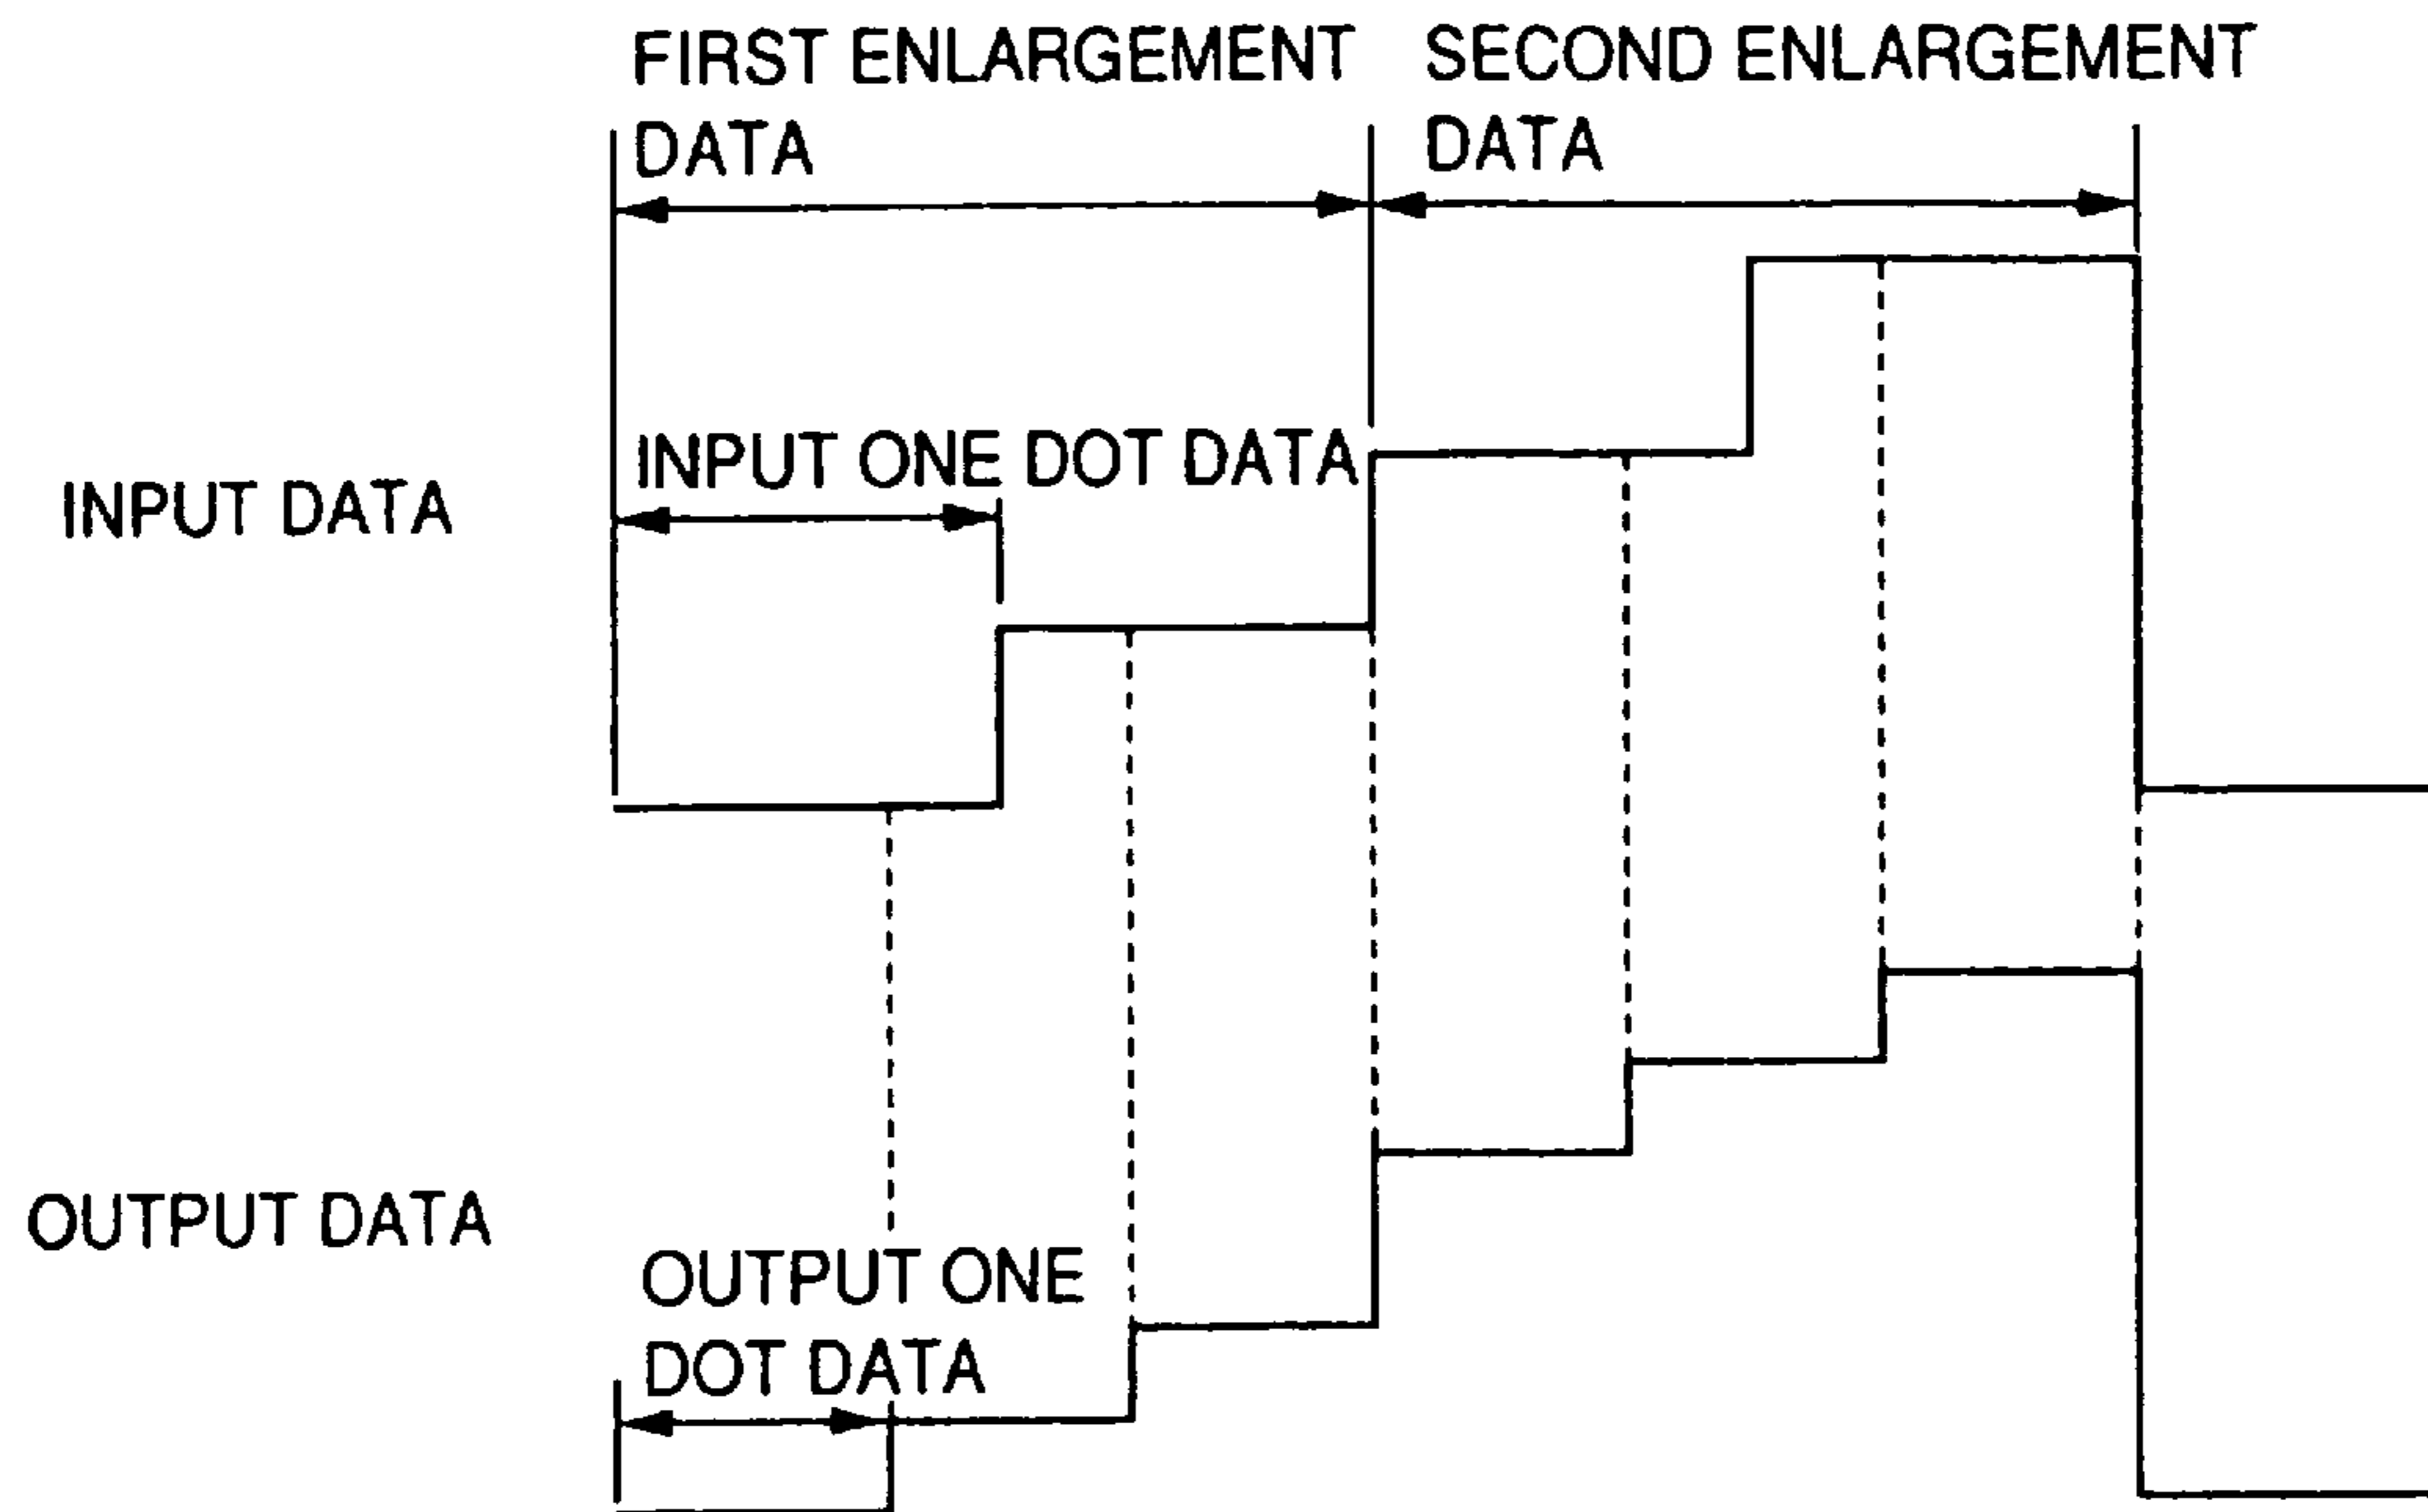 FIRST ENLARGEMENT
DATA
SECOND ENLARGEMENT
DATA
INPUT ONE DOT DATA
INPUT DATA
OUTPUT DATA
OUTPUT ONE
DOT DATA